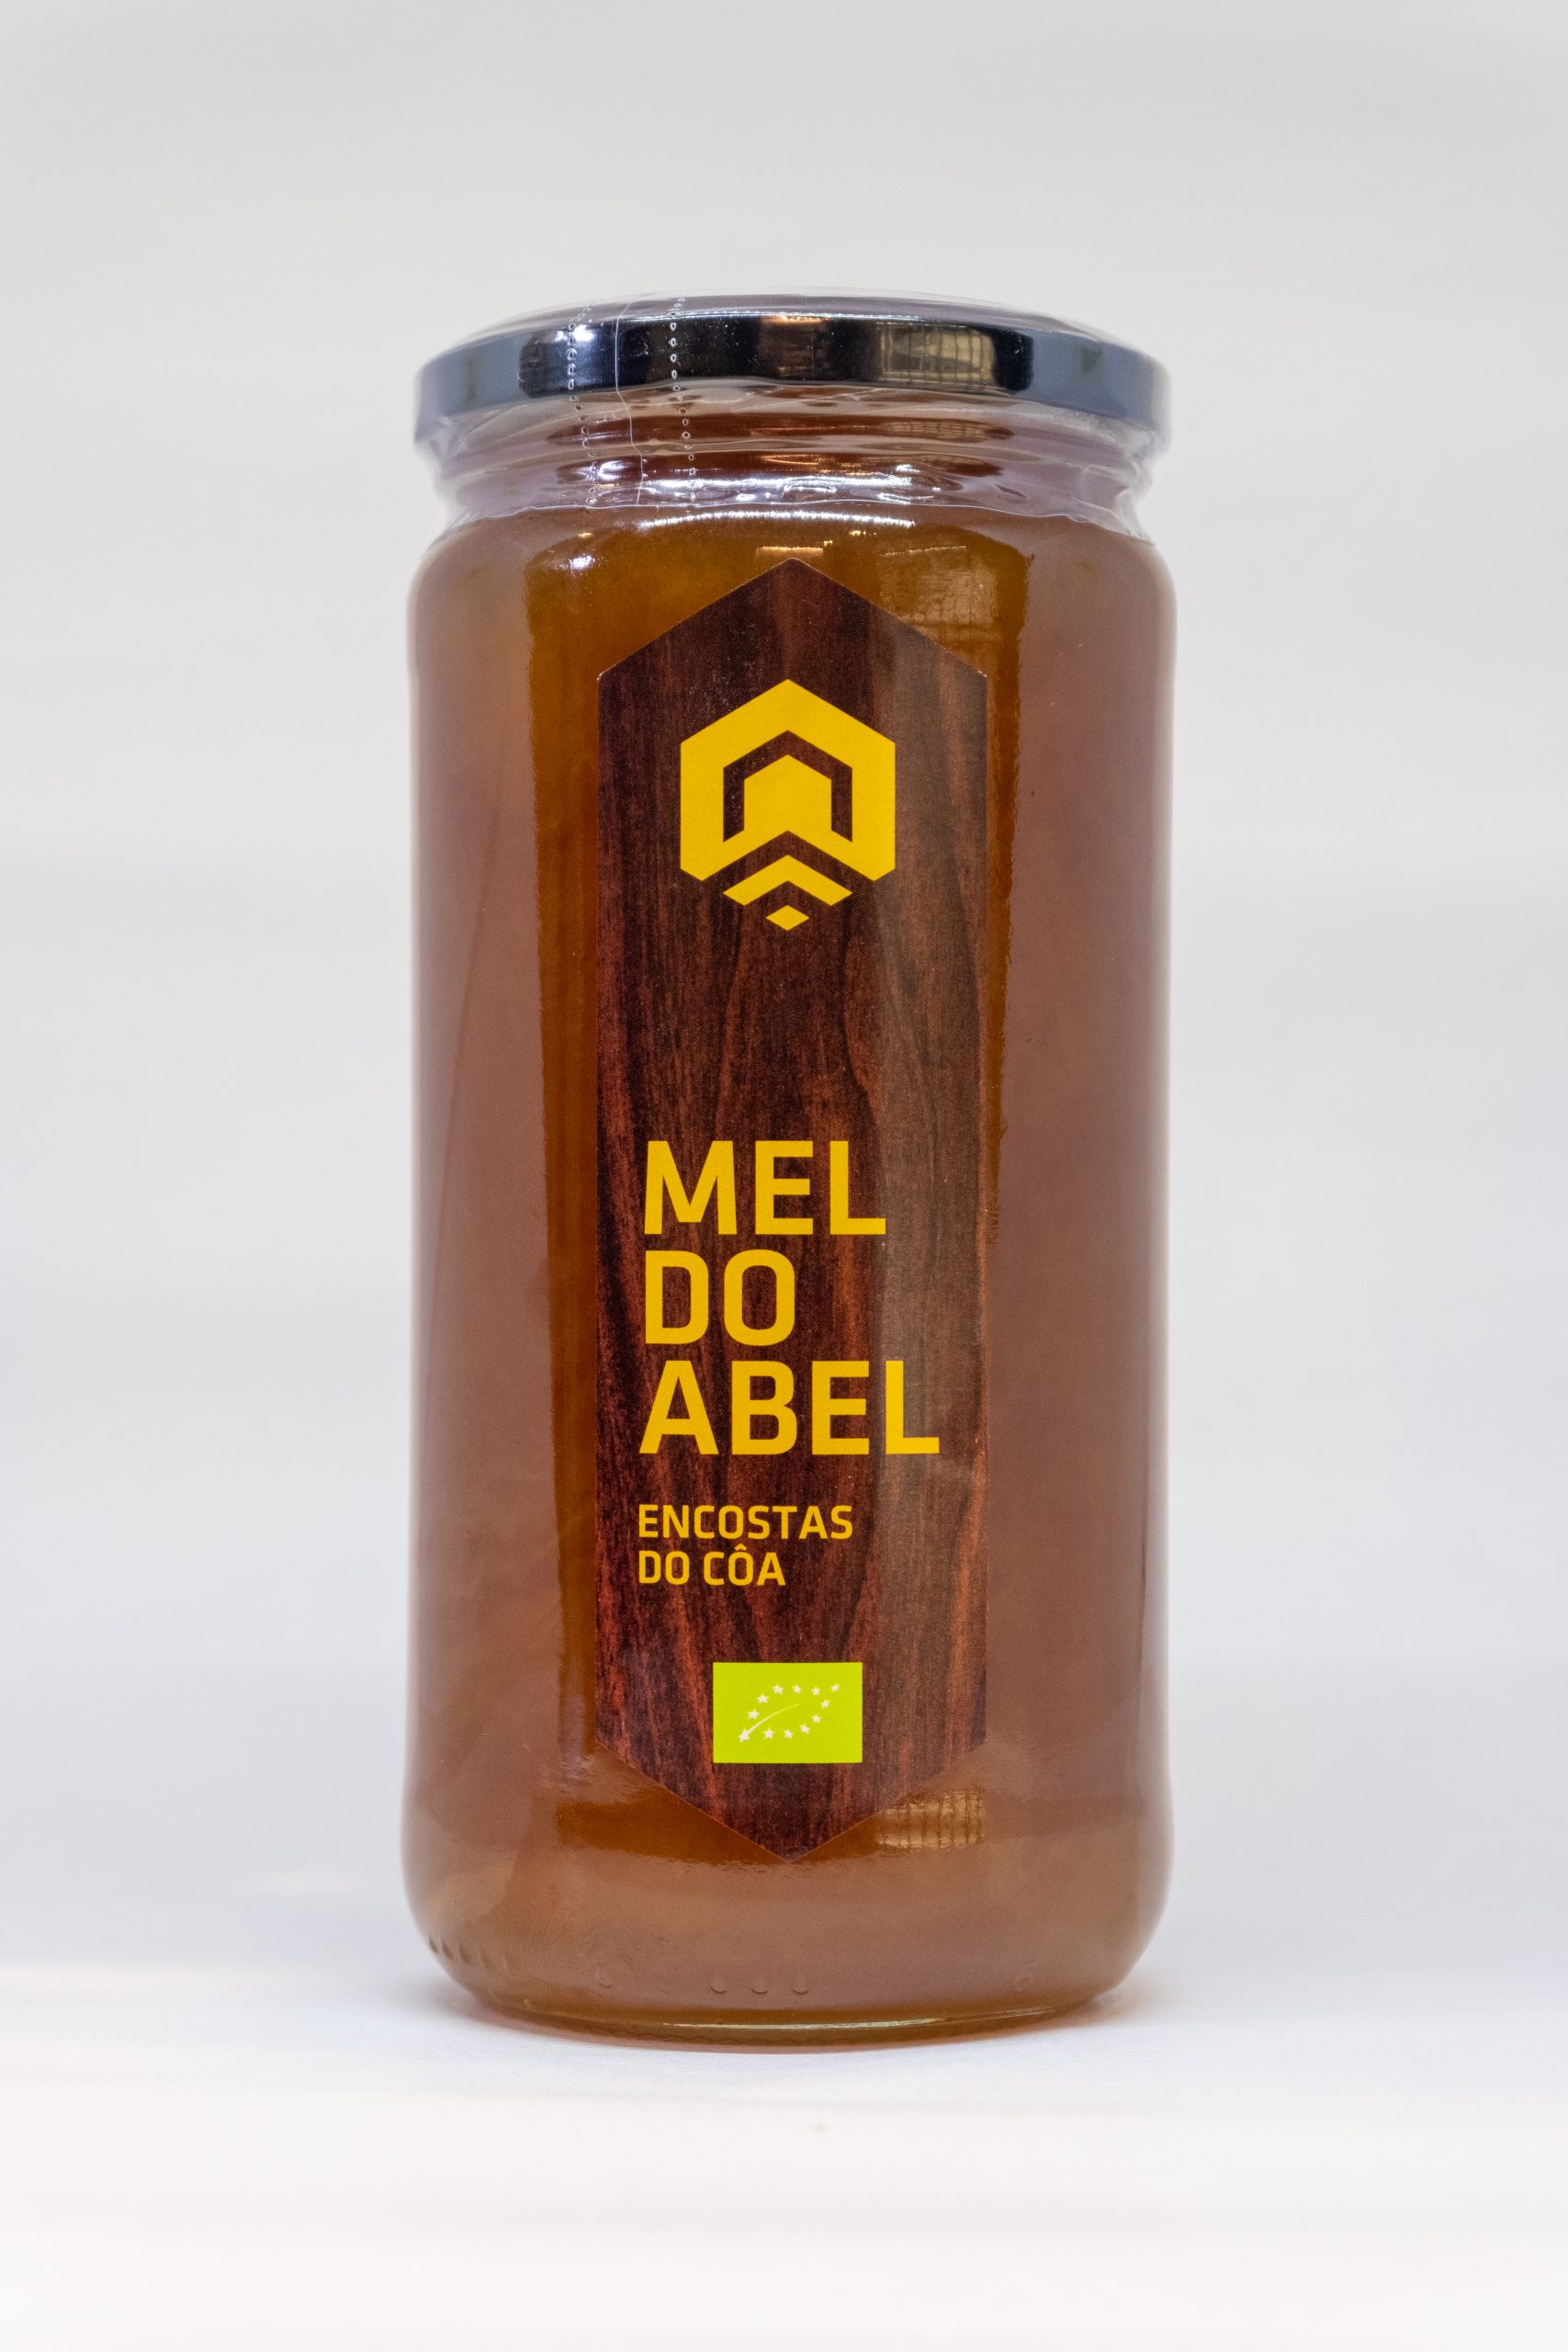 MEL
DO
ABEL
ENCOSTAS
DO CÔA